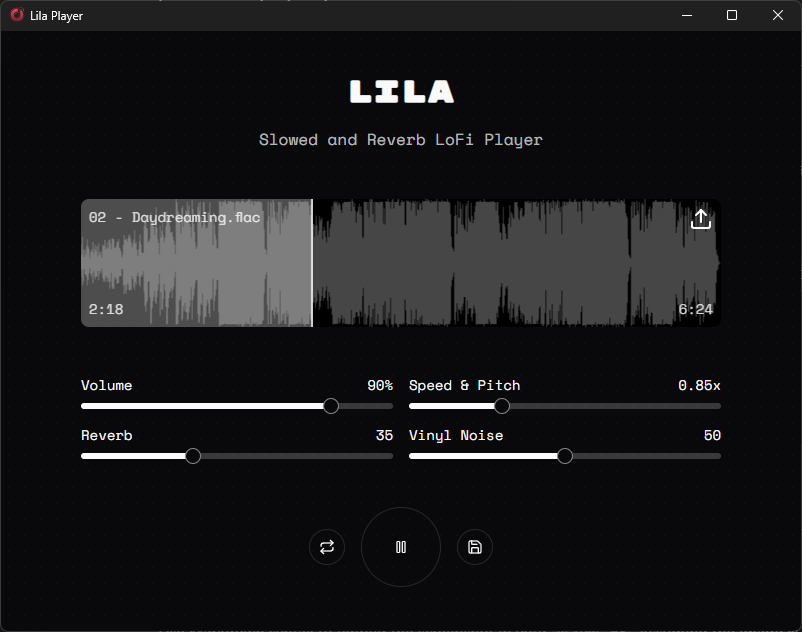 Lila Player
LILA
Slowed and Reverb LoFi Player
02 - Daydreaming.flac
2:18
6:24
Volume 90%
Speed & Pitch 0.85x
Reverb 35
Vinyl Noise 50